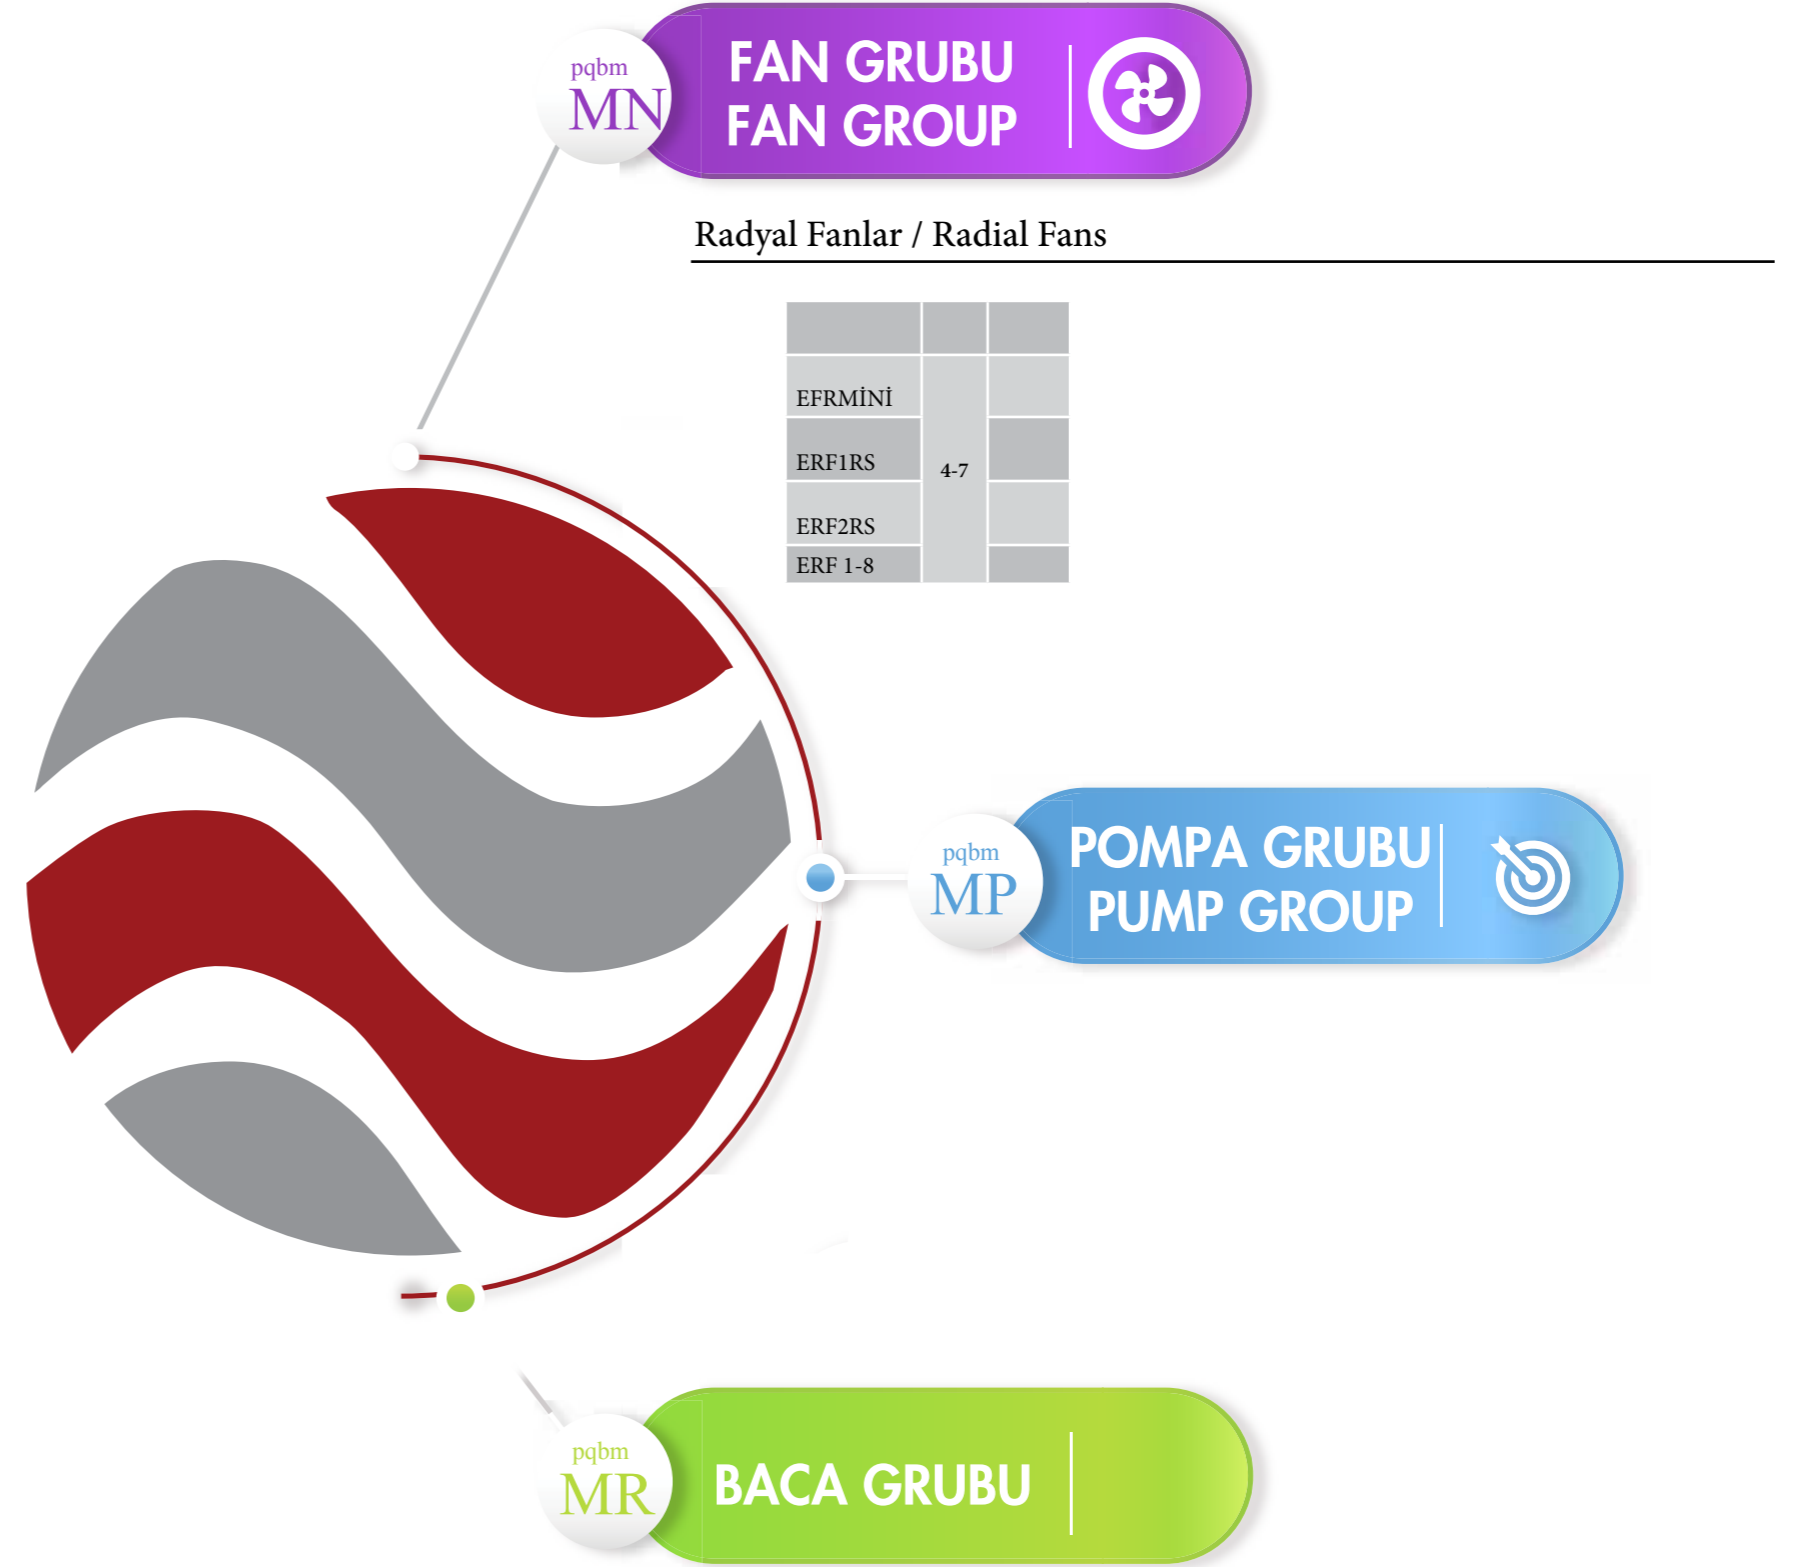 pqbm
MN
FAN GRUBU
FAN GROUP
Radyal Fanlar / Radial Fans
EFRMİNİ
ERF1RS
4-7
ERF2RS
ERF 1-8
pqbm
MP
POMPA GRUBU
PUMP GROUP
pqbm
MR
BACA GRUBU